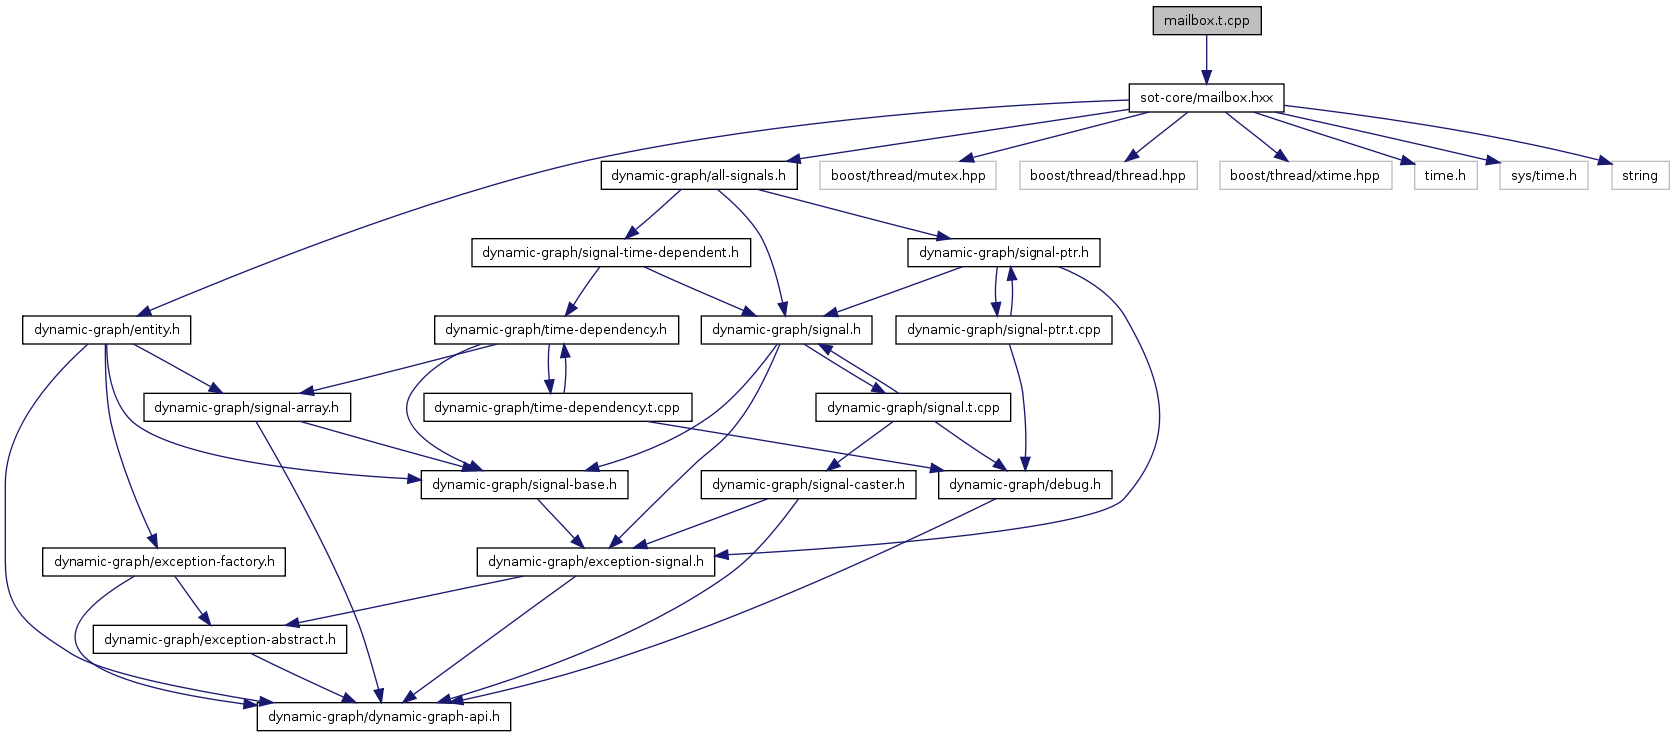 mailbox.t.cpp
sot-core/mailbox.hxx
dynamic-graph/all-signals.h
boost/thread/mutex.hpp
boost/thread/thread.hpp
boost/thread/xtime.hpp
time.h
sys/time.h
string
dynamic-graph/signal-time-dependent.h
dynamic-graph/signal-ptr.h
dynamic-graph/entity.h
dynamic-graph/time-dependency.h
dynamic-graph/signal.h
dynamic-graph/signal-ptr.t.cpp
dynamic-graph/signal-array.h
dynamic-graph/time-dependency.t.cpp
dynamic-graph/signal.t.cpp
dynamic-graph/signal-base.h
dynamic-graph/signal-caster.h
dynamic-graph/debug.h
dynamic-graph/exception-factory.h
dynamic-graph/exception-signal.h
dynamic-graph/exception-abstract.h
dynamic-graph/dynamic-graph-api.h